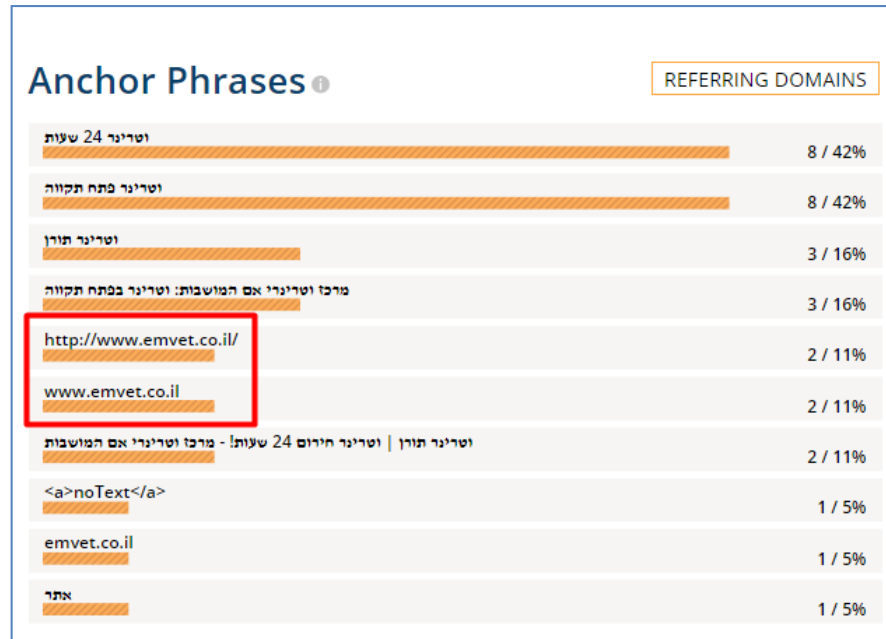 Anchor Phrases
REFERRING DOMAINS
וטרינר 24 שעות
8 / 42%
וטרינר פתח תקווה
8 / 42%
וטרינר תורן
3 / 16%
מרכז וטרינרי אם המושבות: וטרינר בפתח תקווה
3 / 16%
http://www.emvet.co.il/
2 / 11%
www.emvet.co.il
2 / 11%
וטרינר תורן | וטרינר חירום 24 שעות! - מרכז וטרינרי אם המושבות
2 / 11%
<a>noText</a>
1 / 5%
emvet.co.il
1 / 5%
אתר
1 / 5%